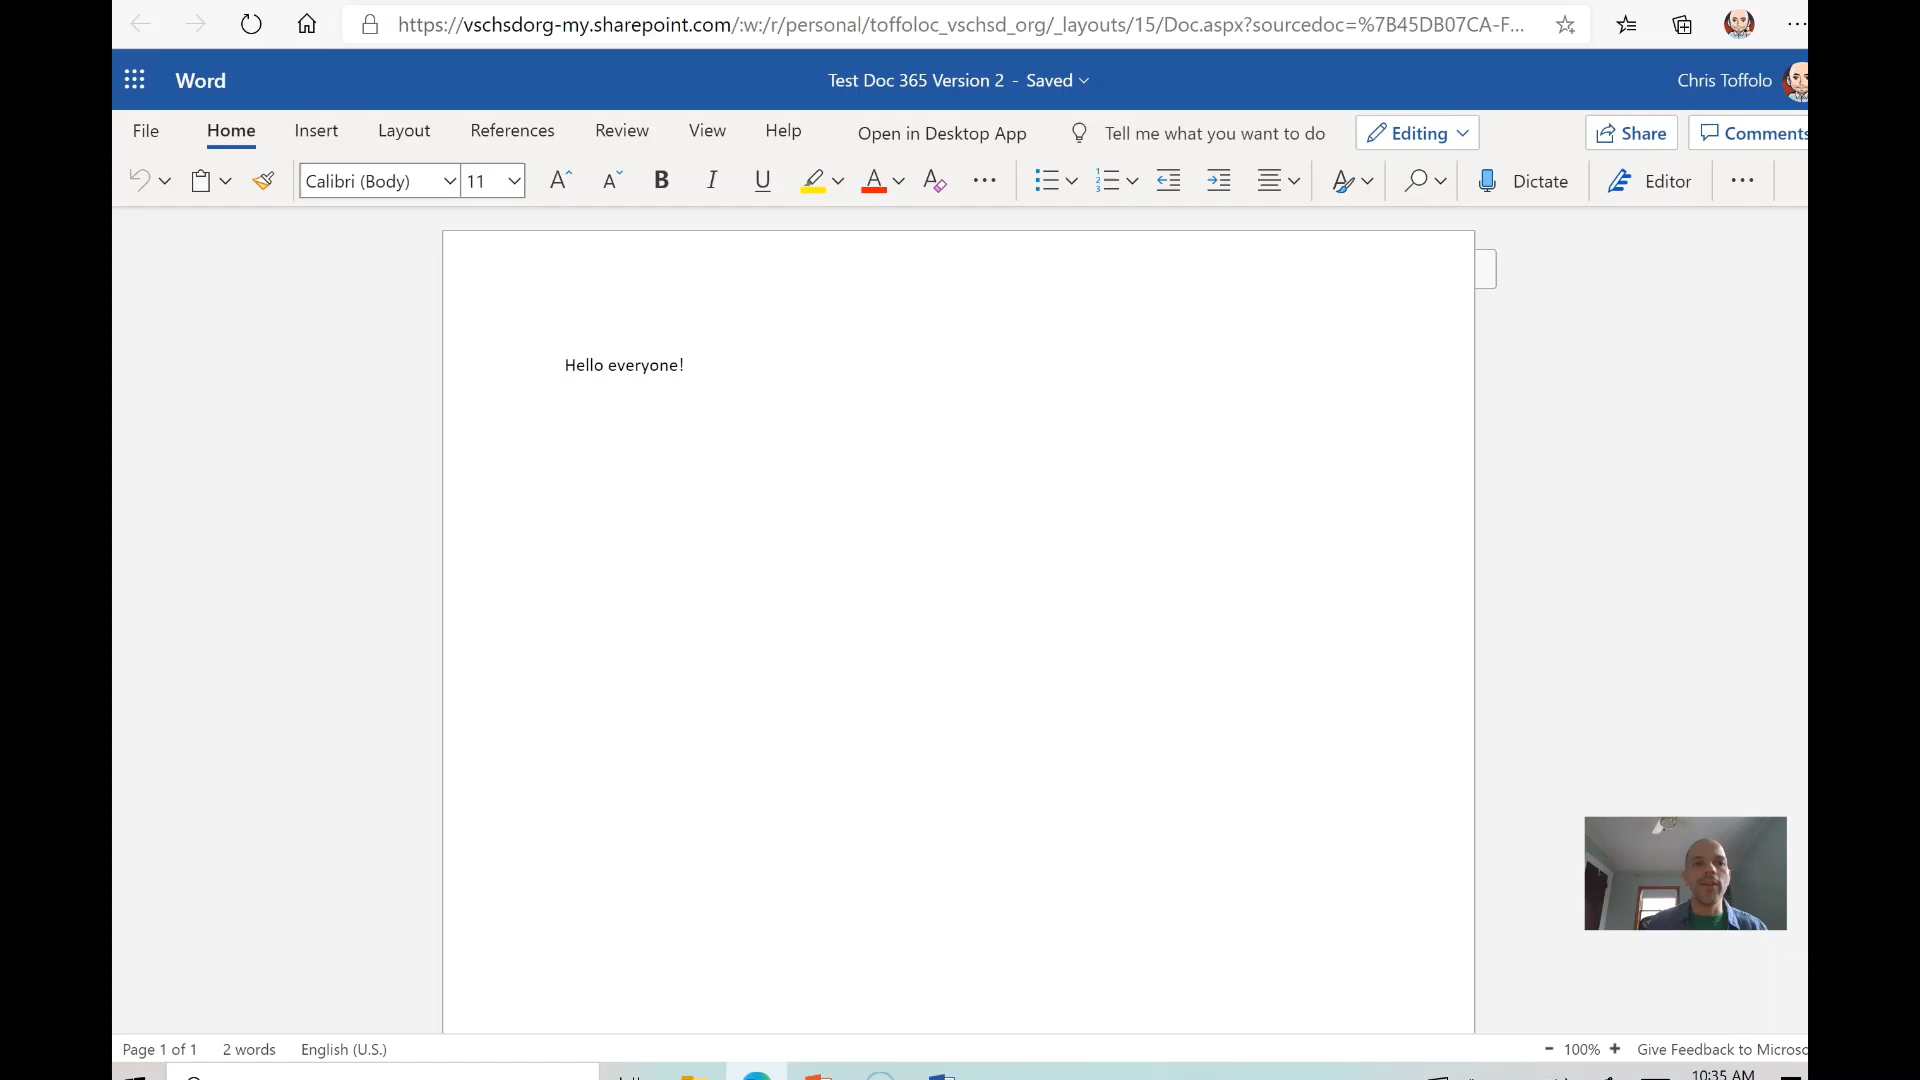 https://vschsdorg-my.sharepoint.com/:w:/r/personal/toffoloc_vschsd_org/_layouts/15/Doc.aspx?sourcedoc=%7B45DB07CA-F...
Word
Test Doc 365 Version 2 - Saved
Chris Toffolo
File Home Insert Layout References Review View Help Open in Desktop App Tell me what you want to do Editing Share Comments
Calibri (Body) 11 A A B I U A A Dictate Editor
Hello everyone!
Page 1 of 1 2 words English (U.S.) - 100% + Give Feedback to Microso
10:35 AM